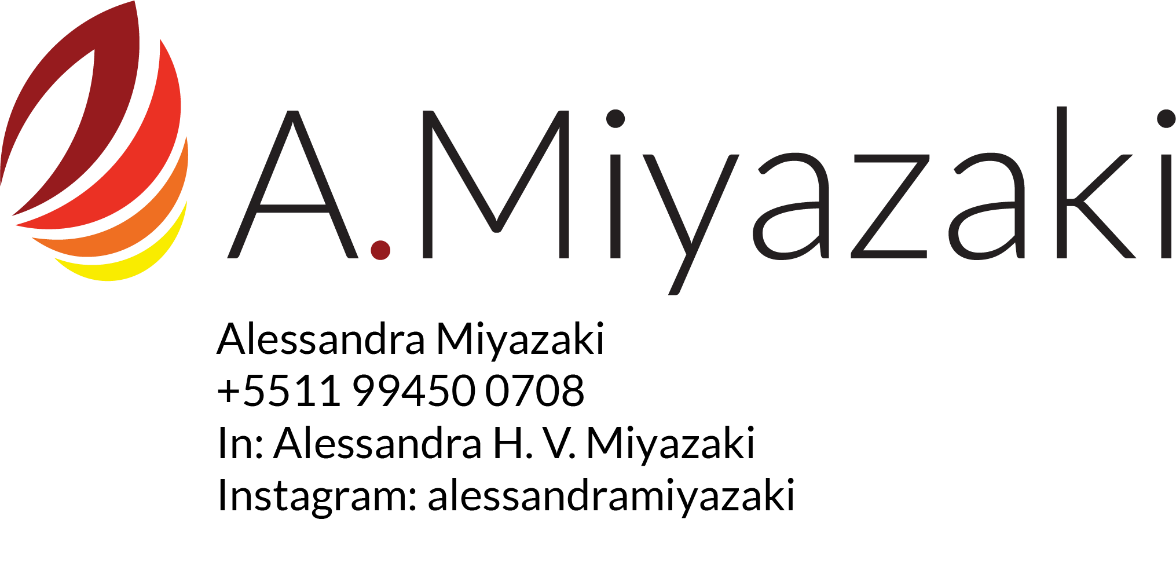 A.Miyazaki
Alessandra Miyazaki
+5511 99450 0708
In: Alessandra H. V. Miyazaki
Instagram: alessandramiyazaki